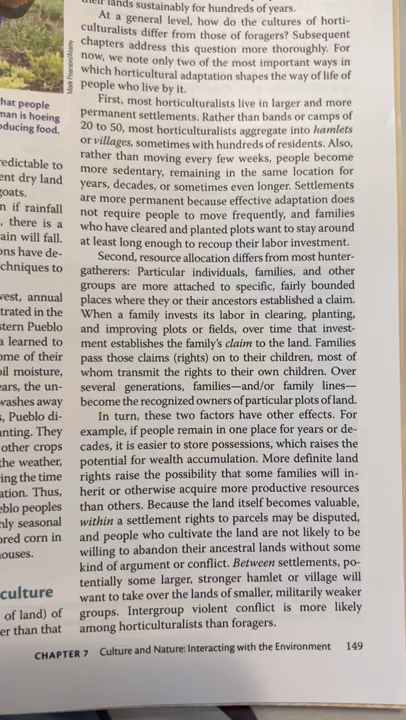 their lands sustainably for hundreds of years.
At a general level, how do the cultures of horti-
culturalists differ from those of foragers? Subsequent
chapters address this question more thoroughly. For
now, we note only two of the most important ways in
which horticultural adaptation shapes the way of life of
people who live by it.
First, most horticulturalists live in larger and more
permanent settlements. Rather than bands or camps of
20 to 50, most horticulturalists aggregate into hamlets
or villages, sometimes with hundreds of residents. Also,
rather than moving every few weeks, people become
more sedentary, remaining in the same location for
years, decades, or sometimes even longer. Settlements
are more permanent because effective adaptation does
not require people to move frequently, and families
who have cleared and planted plots want to stay around
at least long enough to recoup their labor investment.
Second, resource allocation differs from most hunter-
gatherers: Particular individuals, families, and other
groups are more attached to specific, fairly bounded
places where they or their ancestors established a claim.
When a family invests its labor in clearing, planting,
and improving plots or fields, over time that invest-
ment establishes the family's claim to the land. Families
pass those claims (rights) on to their children, most of
whom transmit the rights to their own children. Over
several generations, families—and/or family lines—
become the recognized owners of particular plots of land.
In turn, these two factors have other effects. For
example, if people remain in one place for years or de-
cades, it is easier to store possessions, which raises the
potential for wealth accumulation. More definite land
rights raise the possibility that some families will in-
herit or otherwise acquire more productive resources
than others. Because the land itself becomes valuable,
within a settlement rights to parcels may be disputed,
and people who cultivate the land are not likely to be
willing to abandon their ancestral lands without some
kind of argument or conflict. Between settlements, po-
tentially some larger, stronger hamlet or village will
want to take over the lands of smaller, militarily weaker
groups. Intergroup violent conflict is more likely
among horticulturalists than foragers.
Mark Pearson/Alamy
hat people
man is hoeing
oducing food.
redictable to
ent dry land
goats.
n if rainfall
, there is a
ain will fall.
ons have de-
chniques to
vest, annual
trated in the
stern Pueblo
a learned to
ome of their
oil moisture,
ears, the un-
washes away
s, Pueblo di-
anting. They
other crops
the weather,
ring the time
ation. Thus,
eblo peoples
hly seasonal
ored corn in
ouses.
culture
of land) of
er than that
CHAPTER 7 Culture and Nature: Interacting with the Environment 149